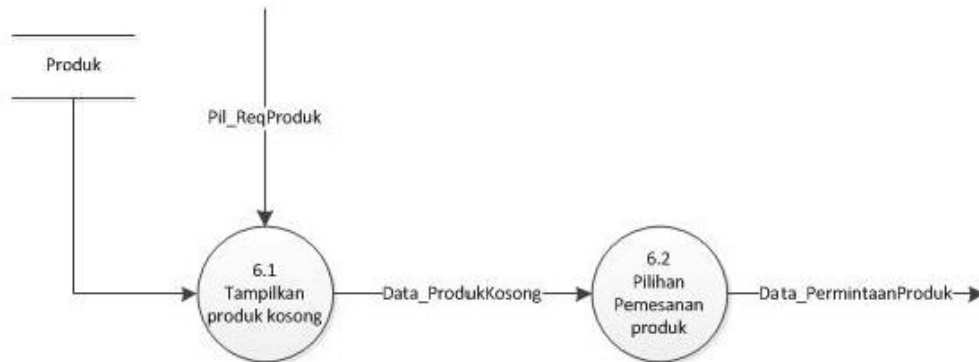 Produk
Pil_ReqProduk
6.1
Tampilkan
produk kosong
Data_ProdukKosong
6.2
Pilihan
Pemesanan
produk
Data_PermintaanProduk